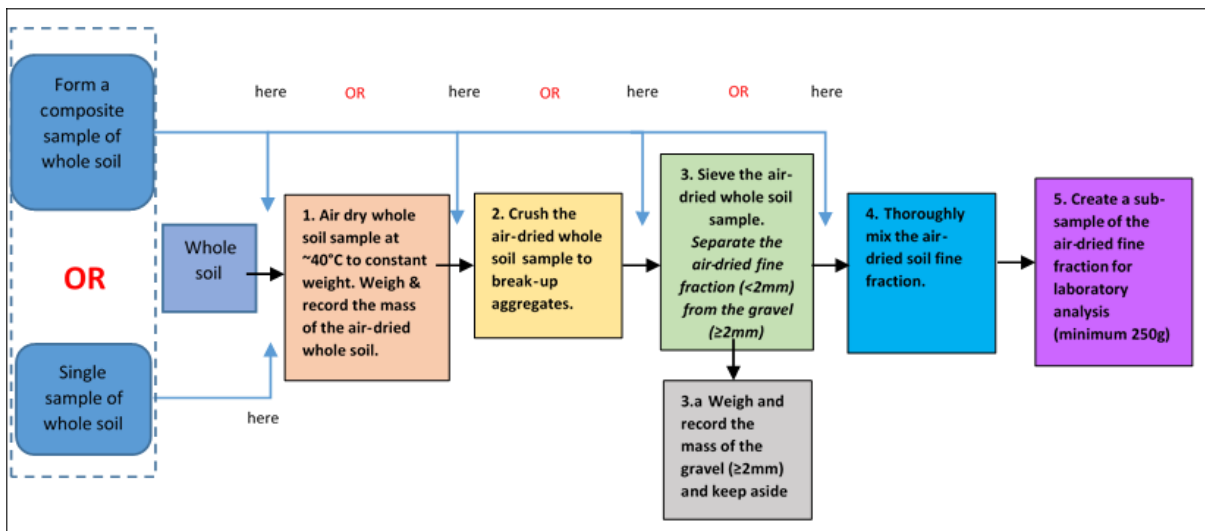 Form a
composite
sample of
whole soil
OR
Single
sample of
whole soil
here OR here OR here OR here
here
Whole
soil
1. Air dry whole
soil sample at
~40°C to constant
weight. Weigh &
record the mass
of the air-dried
whole soil.
2. Crush the
air-dried whole
soil sample to
break-up
aggregates.
3. Sieve the air-
dried whole soil
sample.
Separate the
air-dried fine
fraction (<2mm)
from the gravel
(≥2mm)
3.a Weigh and
record the
mass of the
gravel (≥2mm)
and keep aside
4. Thoroughly
mix the air-
dried soil fine
fraction.
5. Create a sub-
sample of the
air-dried fine
fraction for
laboratory
analysis
(minimum 250g)